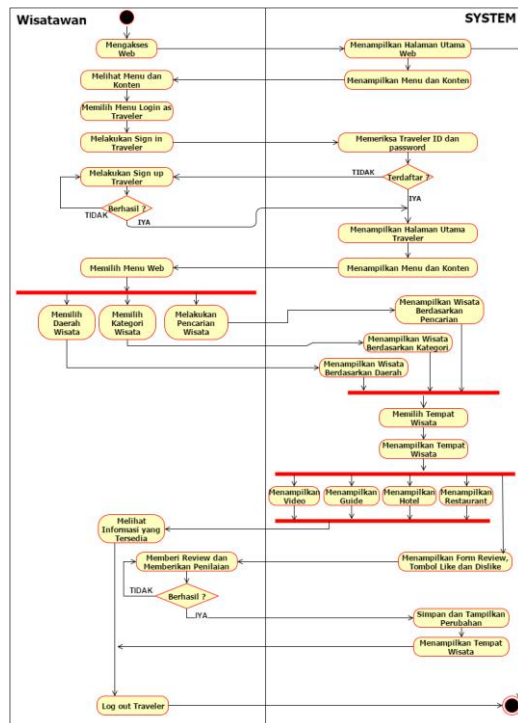 Wisatawan
SYSTEM
Mengakses
Web
Menampilkan Halaman Utama
Web
Melihat Menu dan
Konten
Menampilkan Menu dan Konten
Memilih Menu Login as
Traveler
Melakukan Sign in
Traveler
Memeriksa Traveler ID dan
password
Melakukan Sign up
Traveler
TIDAK
Terdaftar ?
Berhasil ?
TIDAK
IYA
IYA
Menampilkan Halaman Utama
Traveler
Memilih Menu Web
Menampilkan Menu dan Konten
Memilih
Daerah
Wisata
Memilih
Kategori
Wisata
Melakukan
Pencarian
Wisata
Menampilkan Wisata
Berdasarkan
Pencarian
Menampilkan Wisata
Berdasarkan Kategori
Menampilkan Wisata
Berdasarkan Daerah
Memilih Tempat
Wisata
Menampilkan Tempat
Wisata
Menampilkan
Video
Menampilkan
Guide
Menampilkan
Hotel
Menampilkan
Restaurant
Melihat
Informasi yang
Tersedia
Memberi Review dan
Memberikan Penilaian
Menampilkan Form Review,
Tombol Like dan Dislike
TIDAK
Berhasil ?
IYA
Simpan dan Tampilkan
Perubahan
Menampilkan Tempat
Wisata
Log out Traveler